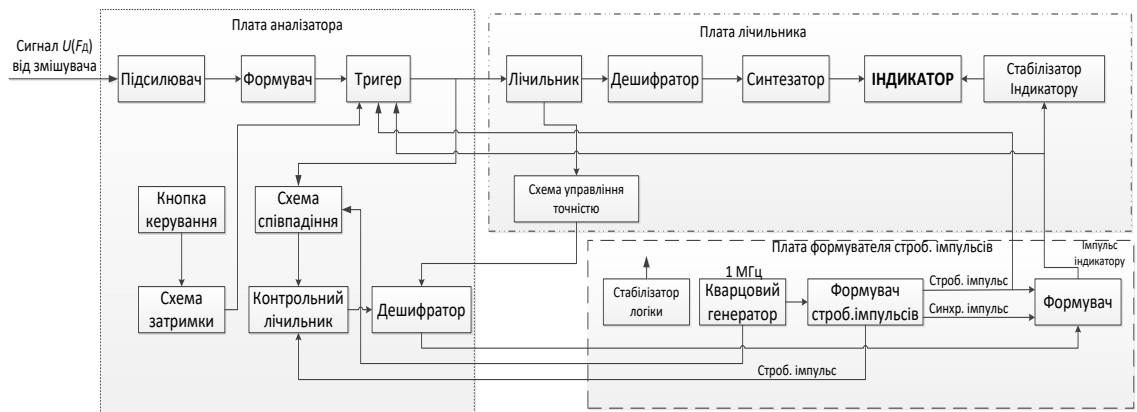 Плата аналізатора
Плата лічильника
Сигнал U(FД)
від змішувача
Підсилювач
Формувач
Тригер
Лічильник
Дешифратор
Синтезатор
ІНДИКАТОР
Стабілізатор
Індикатору
Кнопка
керування
Схема
співпадіння
Схема управління
точністю
Схема
затримки
Контрольний
лічильник
Дешифратор
Плата формувателя строб. імпульсів
Імпульс
індикатору
1 МГц
Стабілізатор
логіки
Кварцовий
генератор
Формувач
строб.імпульсів
Строб. імпульс
Синхр. імпульс
Формувач
Строб. імпульс